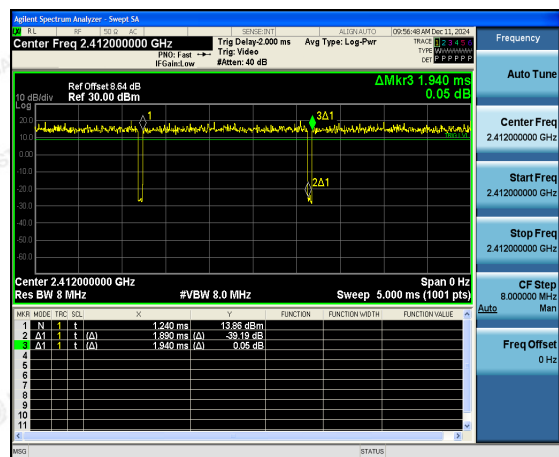 Agilent Spectrum Analyzer - Swept SA
RL RF 50 Ω AC SENSE:INT ALIGN AUTO 09:56:48 AM Dec 11, 2024
Center Freq 2.412000000 GHz
PNO: Fast
IFGain:Low
Trig Delay-2.000 ms
Trig: Video
#Atten: 40 dB
Avg Type: Log-Pwr
TRACE 1 2 3 4 5 6
TYPE
DET P P P P P P
Frequency
Auto Tune
Center Freq
2.412000000 GHz
Start Freq
2.412000000 GHz
Stop Freq
2.412000000 GHz
CF Step
8.000000 MHz
Auto Man
Freq Offset
0 Hz
ΔMkr3 1.940 ms
0.05 dB
Ref Offset 8.64 dB
Ref 30.00 dBm
10 dB/div
Log
20.0
10.0
0.00
-10.0
-20.0
-30.0
-40.0
-50.0
-60.0
1
3Δ1
2Δ1
Center 2.412000000 GHz
Span 0 Hz
Res BW 8 MHz
#VBW 8.0 MHz
Sweep 5.000 ms (1001 pts)
MKR MODE TRC SCL X Y FUNCTION FUNCTION WIDTH FUNCTION VALUE
1 N 1 t 1.240 ms 13.86 dBm
2 Δ1 1 t (Δ) 1.890 ms (Δ) -39.19 dB
3 Δ1 1 t (Δ) 1.940 ms (Δ) 0.05 dB
4
5
6
7
8
9
10
11
MSG
STATUS